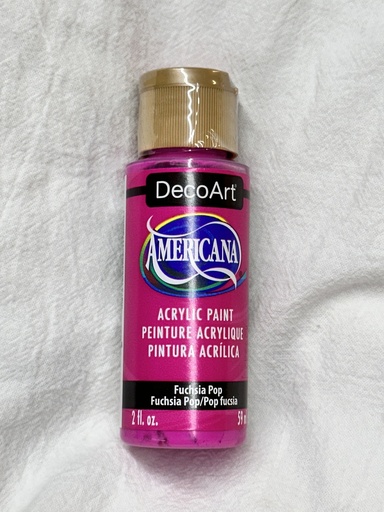 DecoArt
AMERICANA
ACRYLIC PAINT
PEINTURE ACRYLIQUE
PINTURA ACRÍLICA
Fuchsia Pop
Fuchsia Pop/Pop fucsia
2 fl. oz. 59